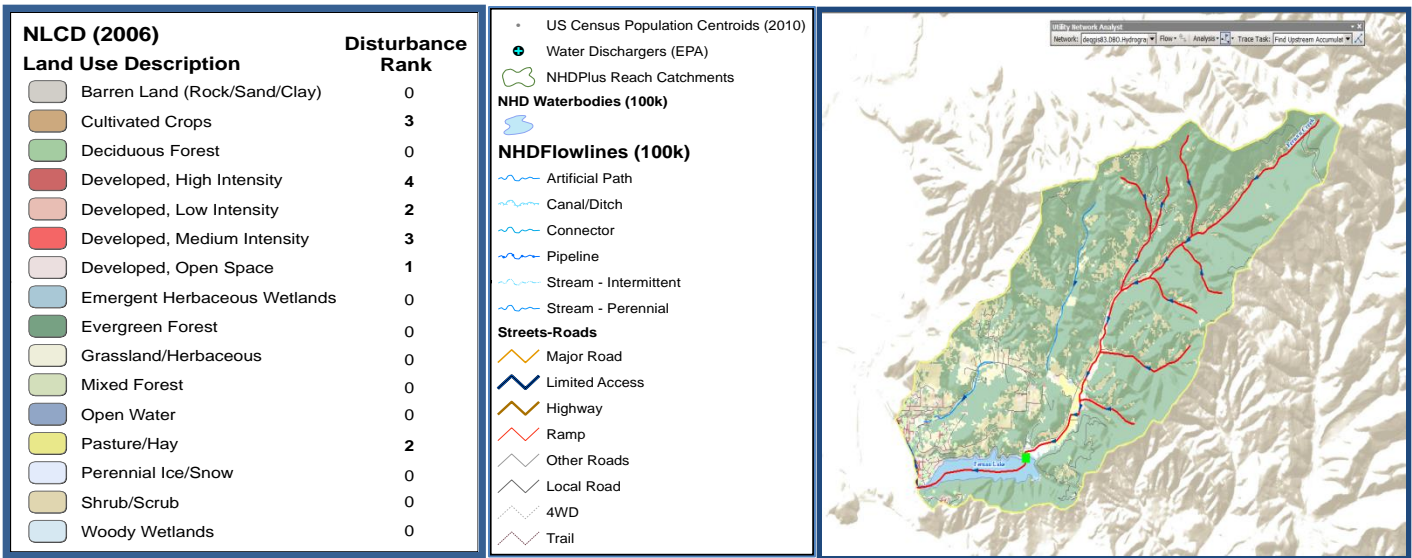 NLCD (2006)
Disturbance
Land Use Description Rank
Barren Land (Rock/Sand/Clay) 0
Cultivated Crops 3
Deciduous Forest 0
Developed, High Intensity 4
Developed, Low Intensity 2
Developed, Medium Intensity 3
Developed, Open Space 1
Emergent Herbaceous Wetlands 0
Evergreen Forest 0
Grassland/Herbaceous 0
Mixed Forest 0
Open Water 0
Pasture/Hay 2
Perennial Ice/Snow 0
Shrub/Scrub 0
Woody Wetlands 0
US Census Population Centroids (2010)
Water Dischargers (EPA)
NHDPlus Reach Catchments
NHD Waterbodies (100k)
NHDFlowlines (100k)
Artificial Path
Canal/Ditch
Connector
Pipeline
Stream - Intermittent
Stream - Perennial
Streets-Roads
Major Road
Limited Access
Highway
Ramp
Other Roads
Local Road
4WD
Trail
Utility Network Analyst
Network: deqgis83.DBO.Hydrogra Flow Analysis Trace Task: Find Upstream Accumulat
Creek
Lake